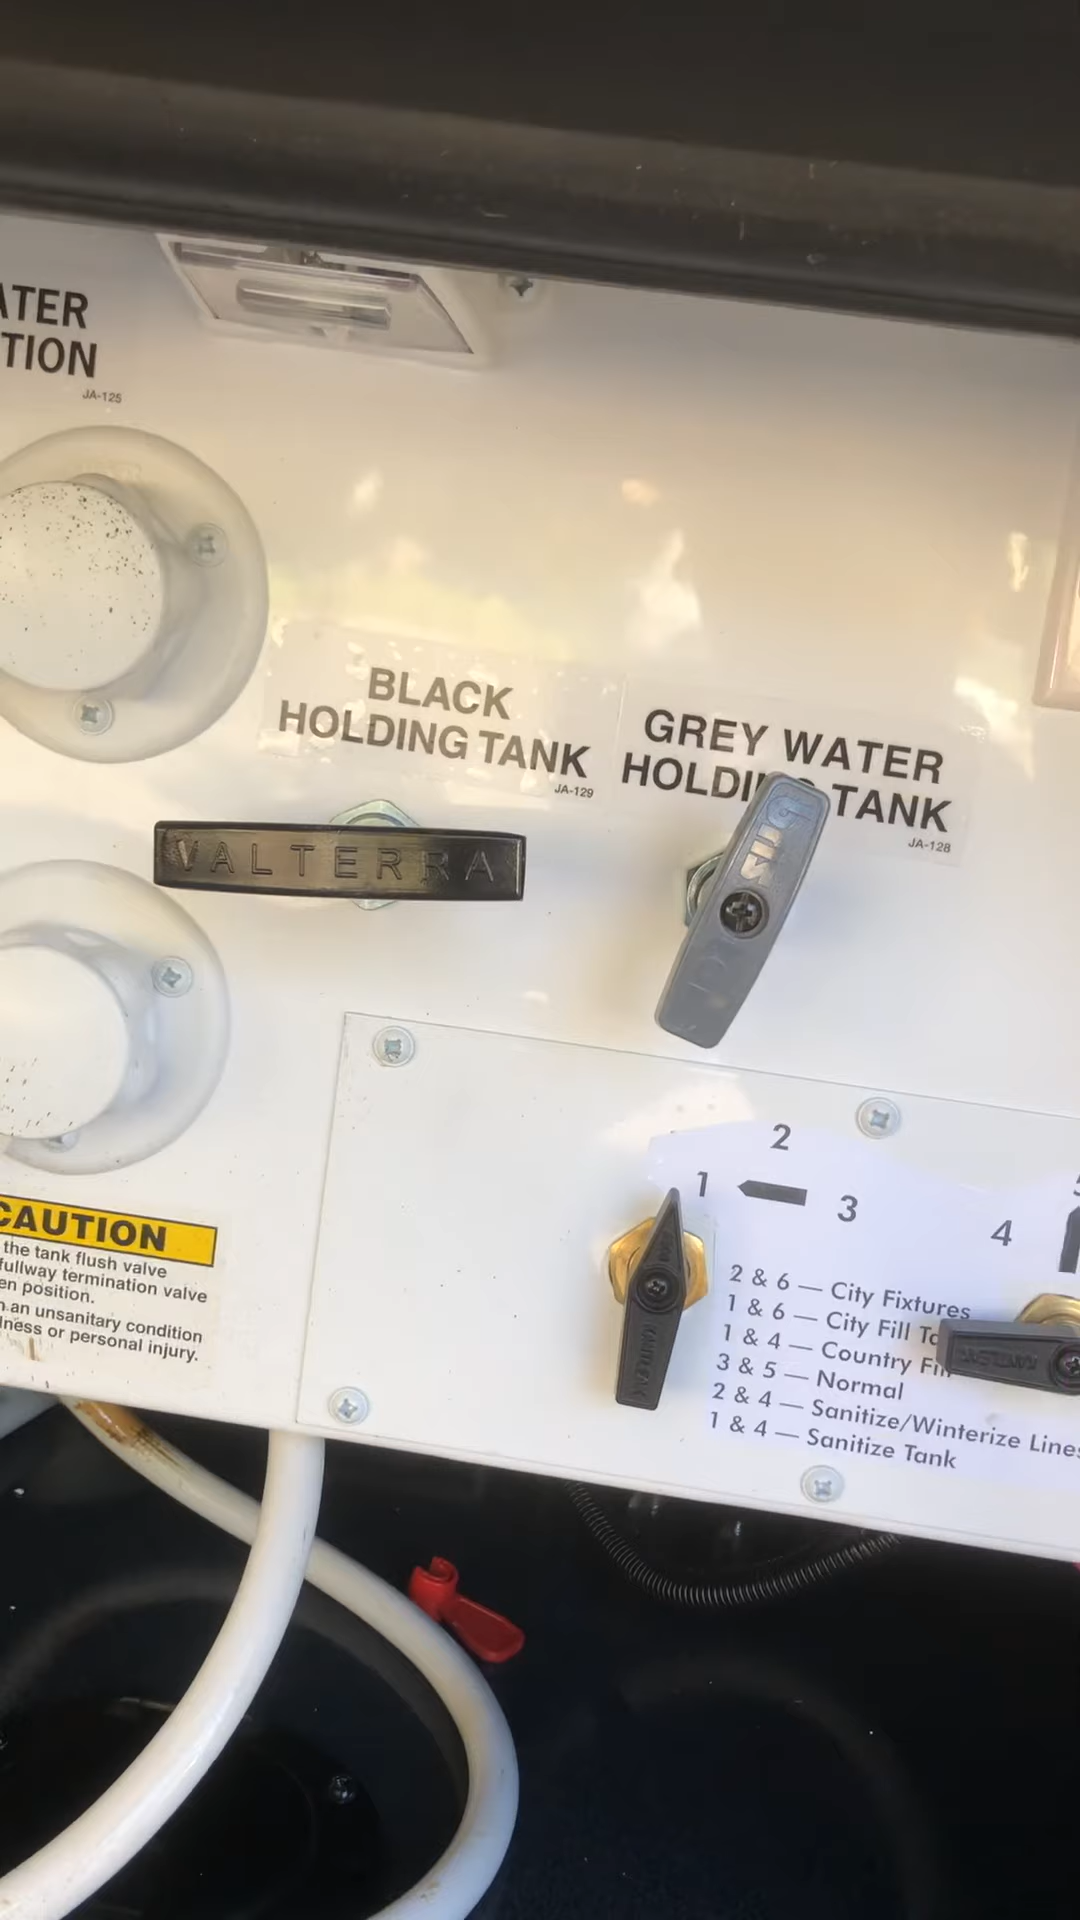 ATER
TION
JA-125
BLACK
HOLDING TANK
JA-129
GREY WATER
HOLDI TANK
JA-128
VALTERRA
CAUTION
the tank flush valve
fullway termination valve
en position.
an unsanitary condition
lness or personal injury.
2
1
3
4
2 & 6 — City Fixtures
1 & 6 — City Fill Ta
1 & 4 — Country Fill
3 & 5 — Normal
2 & 4 — Sanitize/Winterize Lines
1 & 4 — Sanitize Tank